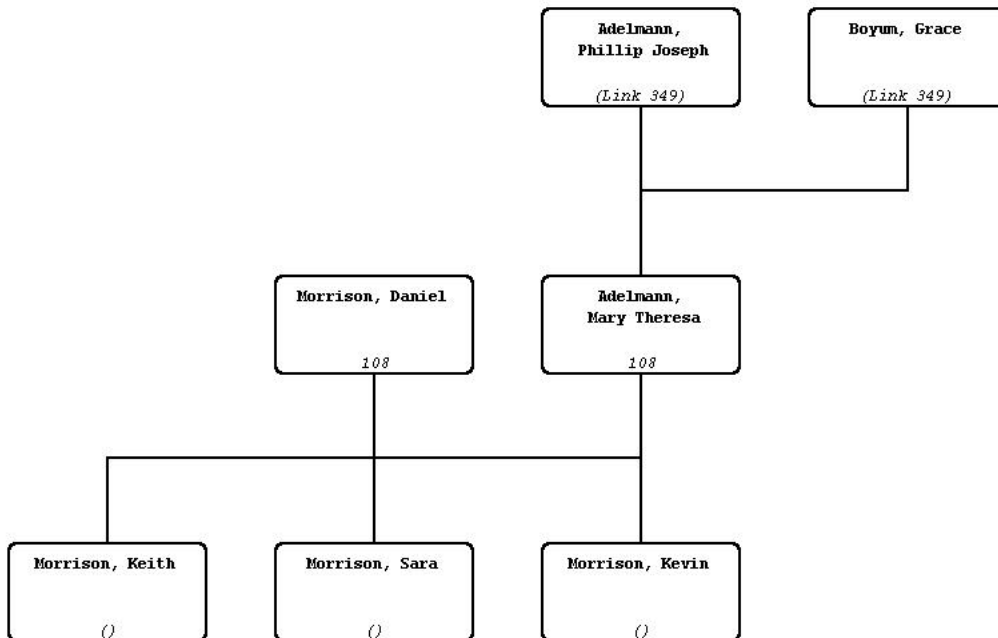 Adelmann,
Phillip Joseph
(Link 349)
Boyum, Grace
(Link 349)
Morrison, Daniel
108
Adelmann,
Mary Theresa
108
Morrison, Keith
()
Morrison, Sara
()
Morrison, Kevin
()